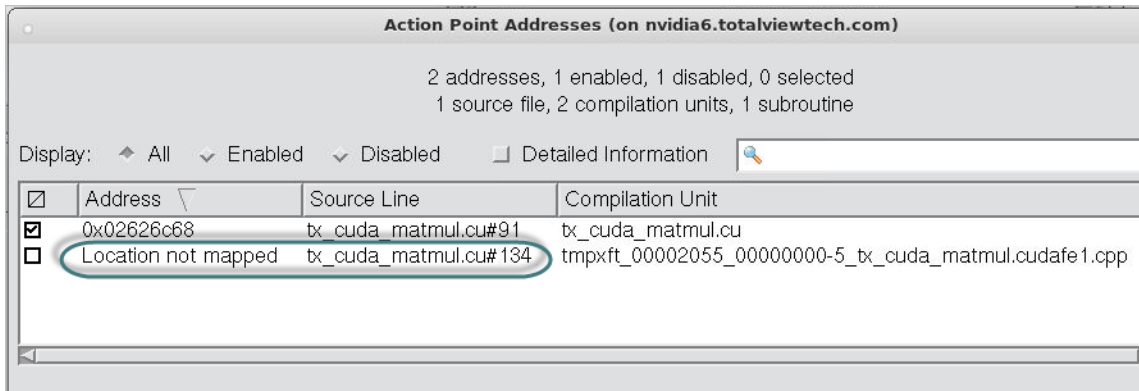 Action Point Addresses (on nvidia6.totalviewtech.com)
2 addresses, 1 enabled, 1 disabled, 0 selected
1 source file, 2 compilation units, 1 subroutine
Display: All Enabled Disabled Detailed Information
Address Source Line Compilation Unit
0x02626c68 tx_cuda_matmul.cu#91 tx_cuda_matmul.cu
Location not mapped tx_cuda_matmul.cu#134 tmpxft_00002055_00000000-5_tx_cuda_matmul.cudafe1.cpp